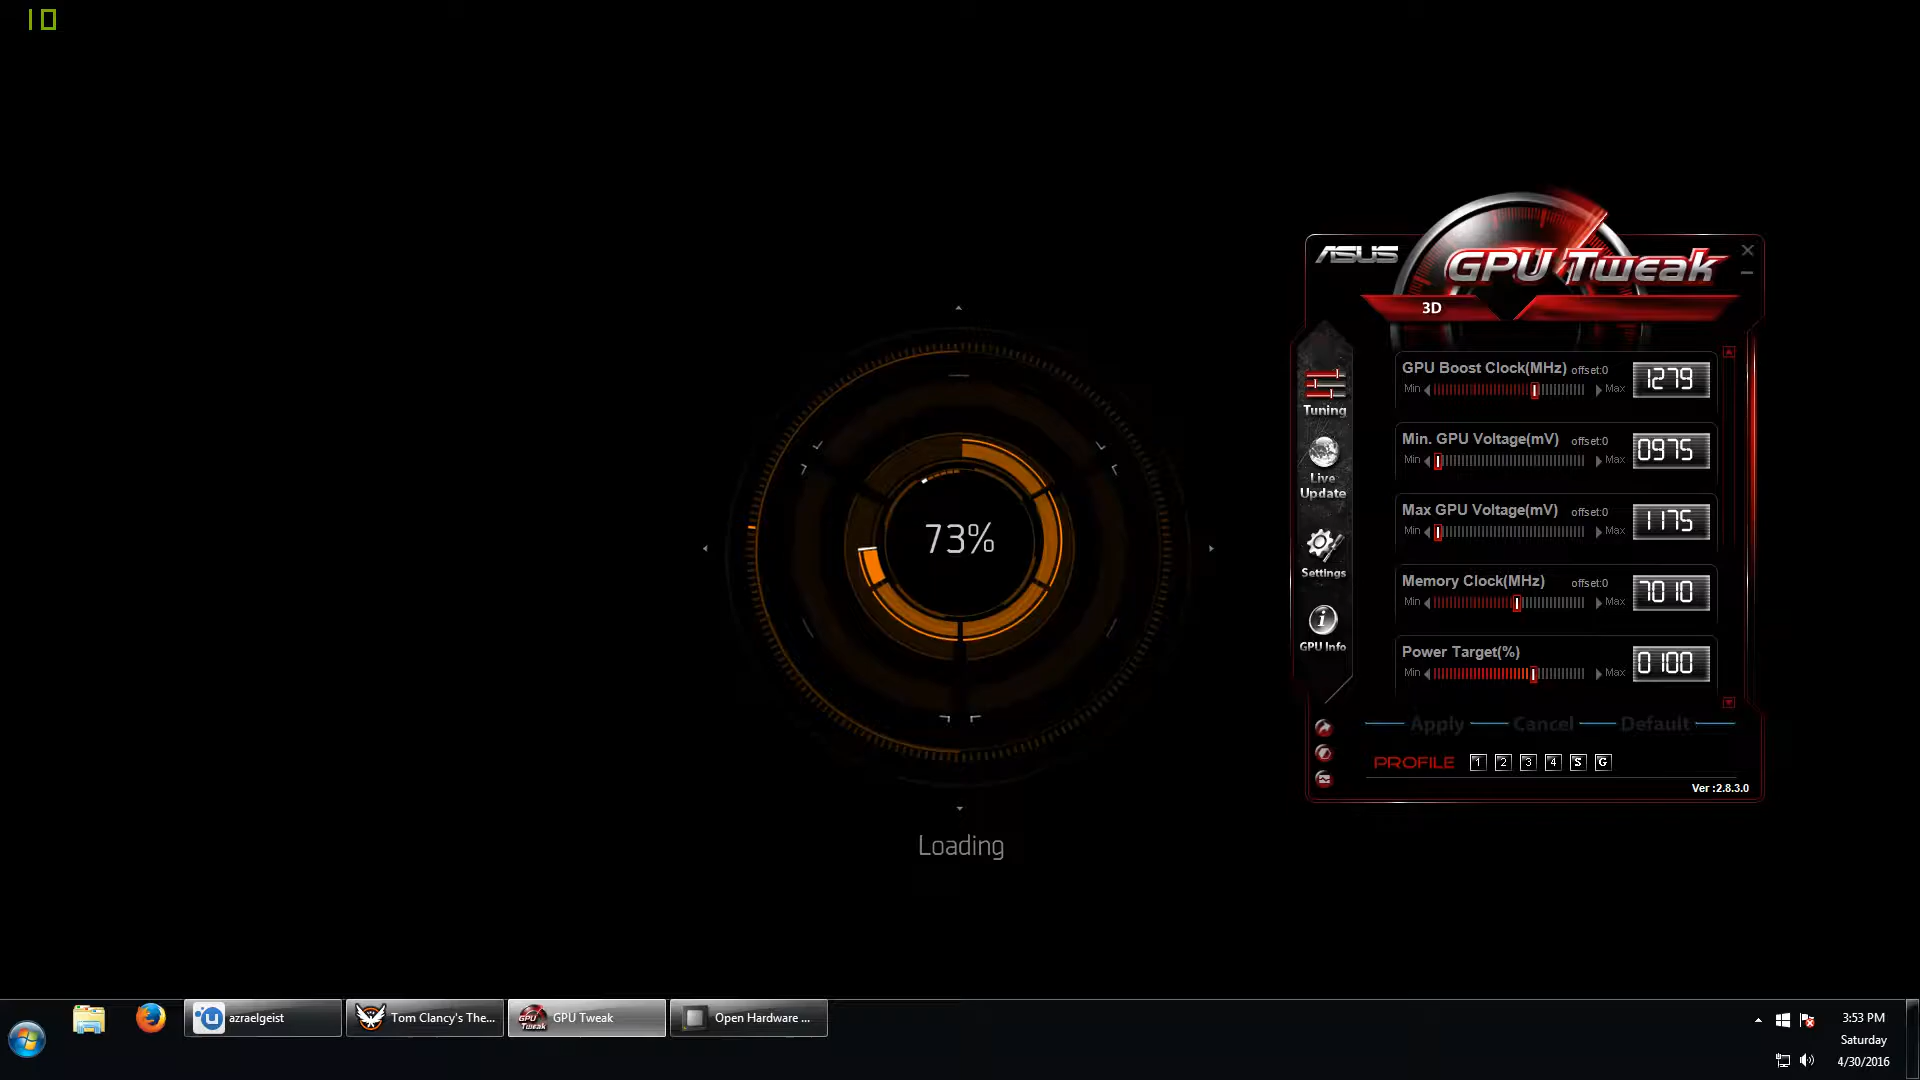 10
ASUS GPU Tweak
3D
GPU Boost Clock(MHz) offset:0 1279
Min Max
Min. GPU Voltage(mV) offset:0 0975
Min Max
Max GPU Voltage(mV) offset:0 1175
Min Max
Memory Clock(MHz) offset:0 7010
Min Max
Power Target(%) 0100
Min Max
Tuning
Live
Update
Settings
i
GPU Info
Apply Cancel Default
PROFILE 1 2 3 4 S G
Ver :2.8.3.0
73%
Loading
azraelgeist
Tom Clancy's The...
GPU Tweak
GPU Tweak
Open Hardware ...
3:53 PM
Saturday
4/30/2016